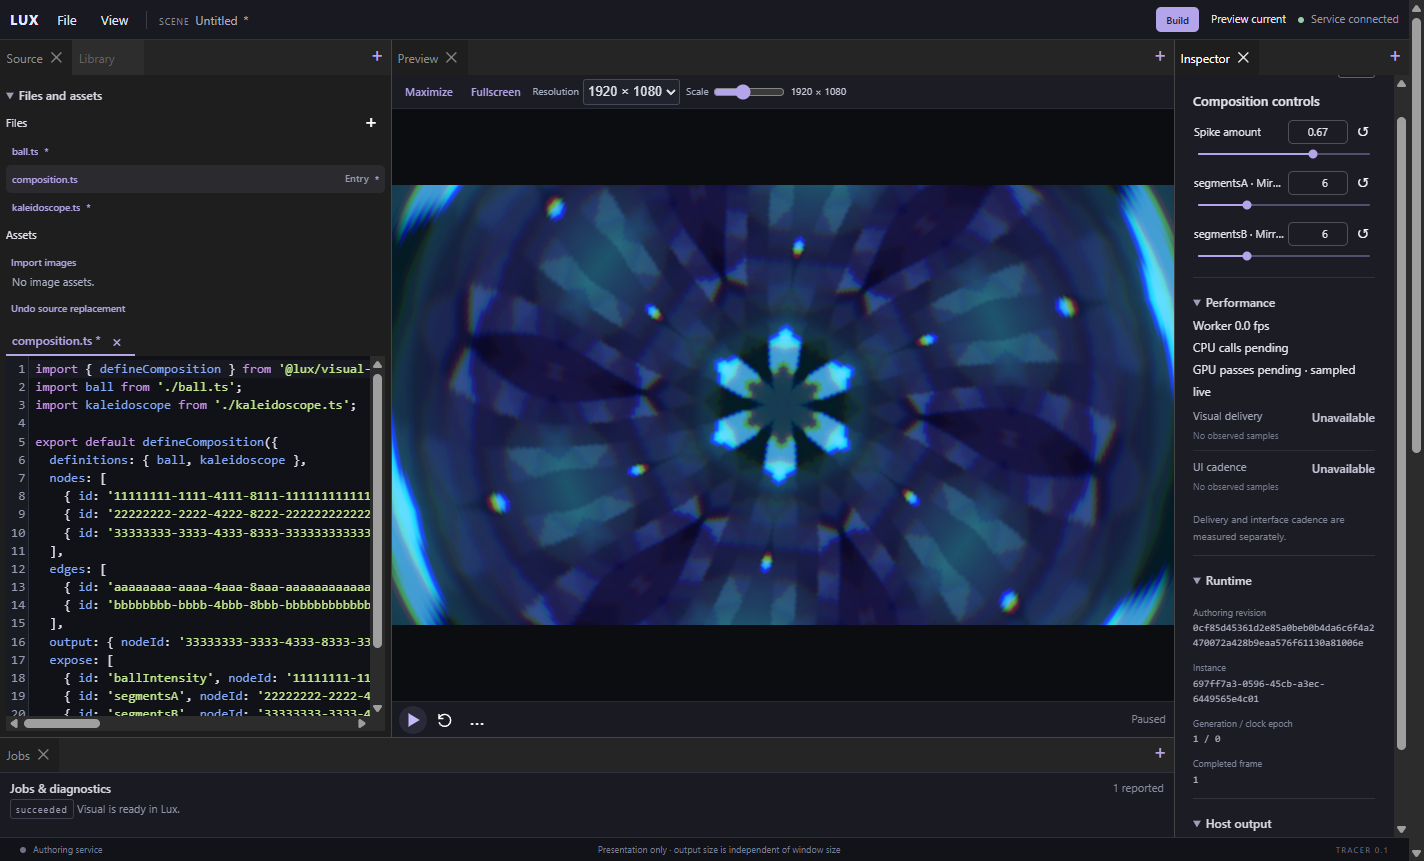 LUX File View SCENE Untitled * Build Preview current Service connected
Source Library + Preview + Inspector +
Files and assets
Files +
ball.ts *
composition.ts Entry *
kaleidoscope.ts *
Assets
Import images
No image assets.
Undo source replacement
composition.ts *
1 import { defineComposition } from '@lux/visual-
2 import ball from './ball.ts';
3 import kaleidoscope from './kaleidoscope.ts';
4
5 export default defineComposition({
6 definitions: { ball, kaleidoscope },
7 nodes: [
8 { id: '11111111-1111-4111-8111-111111111111
9 { id: '22222222-2222-4222-8222-222222222222
10 { id: '33333333-3333-4333-8333-333333333333
11 ],
12 edges: [
13 { id: 'aaaaaaaa-aaaa-4aaa-8aaa-aaaaaaaaaaaa
14 { id: 'bbbbbbbb-bbbb-4bbb-8bbb-bbbbbbbbbbbb
15 ],
16 output: { nodeId: '33333333-3333-4333-8333-33
17 expose: [
18 { id: 'ballIntensity', nodeId: '11111111-11
19 { id: 'segmentsA', nodeId: '22222222-2222-4
20 { id: 'segmentsB', nodeId: '33333333-3333-4
Maximize Fullscreen Resolution 1920 × 1080 Scale 1920 × 1080
... Paused
Composition controls
Spike amount 0.67
segmentsA · Mir... 6
segmentsB · Mirr... 6
Performance
Worker 0.0 fps
CPU calls pending
GPU passes pending · sampled
live
Visual delivery Unavailable
No observed samples
UI cadence Unavailable
No observed samples
Delivery and interface cadence are
measured separately.
Runtime
Authoring revision
0cf85d45361d2e85a0beb0b4da6c6f4a2
470072a428b9eaa576f61130a81006e
Instance
697ff7a3-0596-45cb-a3ec-
6449565e4c01
Generation / clock epoch
1 / 0
Completed frame
1
Host output
Jobs +
Jobs & diagnostics 1 reported
succeeded Visual is ready in Lux.
Authoring service Presentation only · output size is independent of window size TRACER 0.1